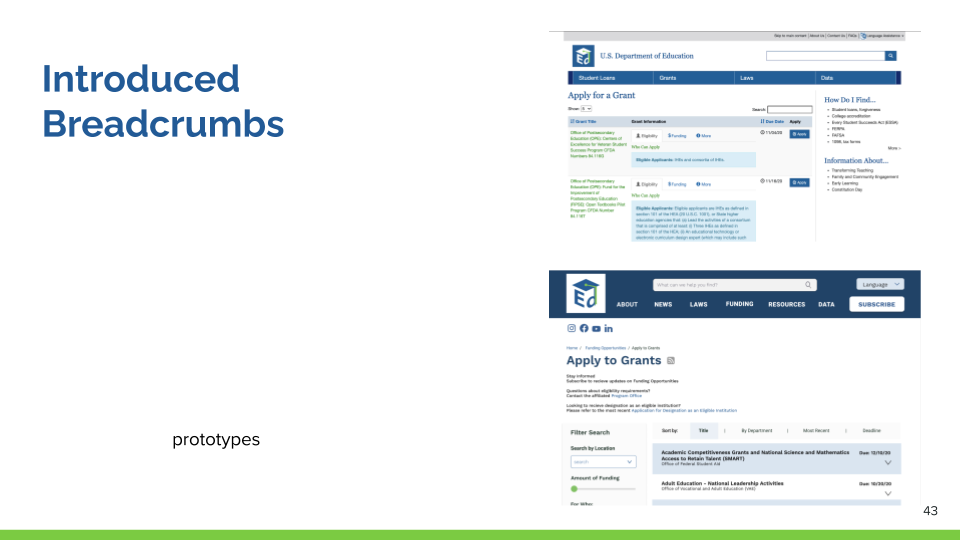 Introduced
Breadcrumbs
Skip to main content | About Us | Contact Us | FAQs | Language Assistance
U.S. Department of Education
Student Loans Grants Laws Data
Apply for a Grant
Show
Search:
Grant Title Grant Information Due Date Apply
Office of Postsecondary
Education (OPE): Centers of
Excellence for Veteran Student
Success Program CFDA
Eligibility Funding More
11/24/20 Apply
Who Can Apply
Eligible Applicants: IHEs and consortia of IHEs.
Office of Postsecondary
Education (OPE): Fund for the
Improvement of
Postsecondary Education
(FIPSE): Open Textbooks Pilot
Program CFDA Number
Eligibility Funding More
11/18/20 Apply
Who Can Apply
Eligible Applicants: Eligible applicants are IHEs as defined in
section 101 of the HEA (20 U.S.C. 1001), or State higher
education agencies that: (i) Lead the activities of a consortium
that is comprised of at least: (i) Three IHEs as defined in
section 101 of the HEA; (ii) An educational technology or
electronic curriculum design expert (which may include such
How Do I Find...
Student loans, forgiveness
College accreditation
Every Student Succeeds Act (ESSA)
FERPA
FAFSA
1098, tax forms
More >
Information About...
Transforming Teaching
Family and Community Engagement
Early Learning
Constitution Day
Ed
What can we help you find?
Language
ABOUT NEWS LAWS FUNDING RESOURCES DATA SUBSCRIBE
Home / Funding Opportunities / Apply to Grants
Apply to Grants
Stay Informed
Subscribe to recieve updates on Funding Opportunities
Questions about eligibility requirements?
Contact the affiliated Program Office
Looking to recieve designation as an eligible institution?
Please refer to the most recent Application for Designation as an Eligible Institution
Filter Search
Search by Location
search
Amount of Funding
For Who:
Sort by: Title | By Department | Most Recent | Deadline
Academic Competitiveness Grants and National Science and Mathematics
Access to Retain Talent (SMART)
Office of Federal Student Aid
Due: 12/10/20
Adult Education - National Leadership Activities
Office of Vocational and Adult Education (VAE)
Due: 10/30/20
prototypes
43